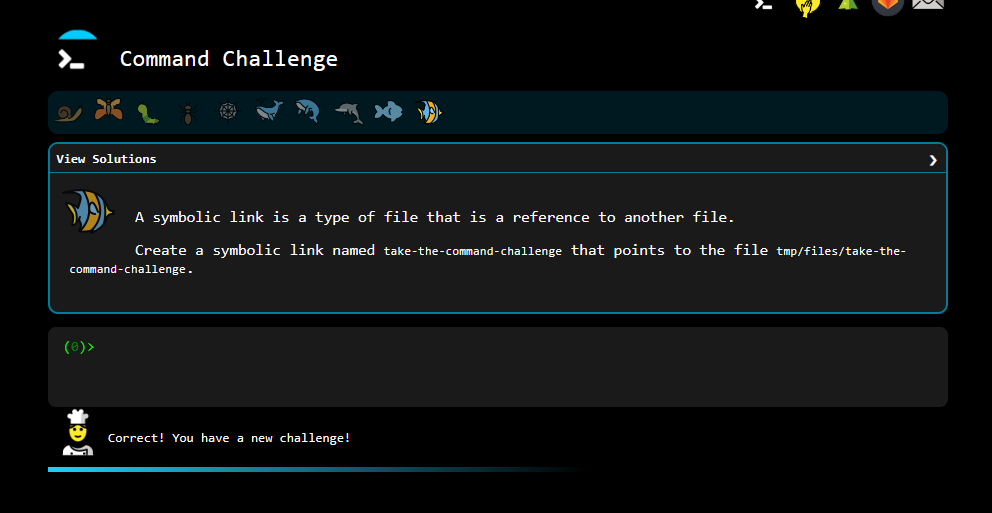 Command Challenge
View Solutions
A symbolic link is a type of file that is a reference to another file.
Create a symbolic link named take-the-command-challenge that points to the file tmp/files/take-the-
command-challenge.
(0)>
Correct! You have a new challenge!